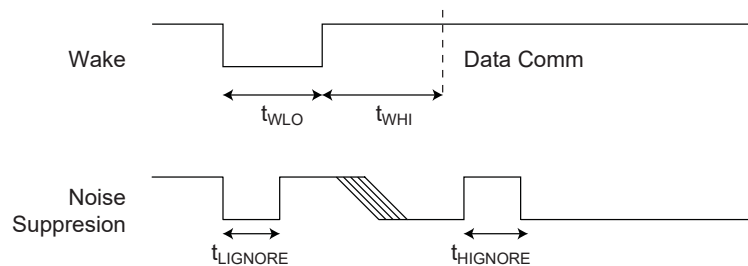 Wake
Data Comm
tWLO
tWHI
Noise
Suppresion
tLIGNORE
tHIGNORE